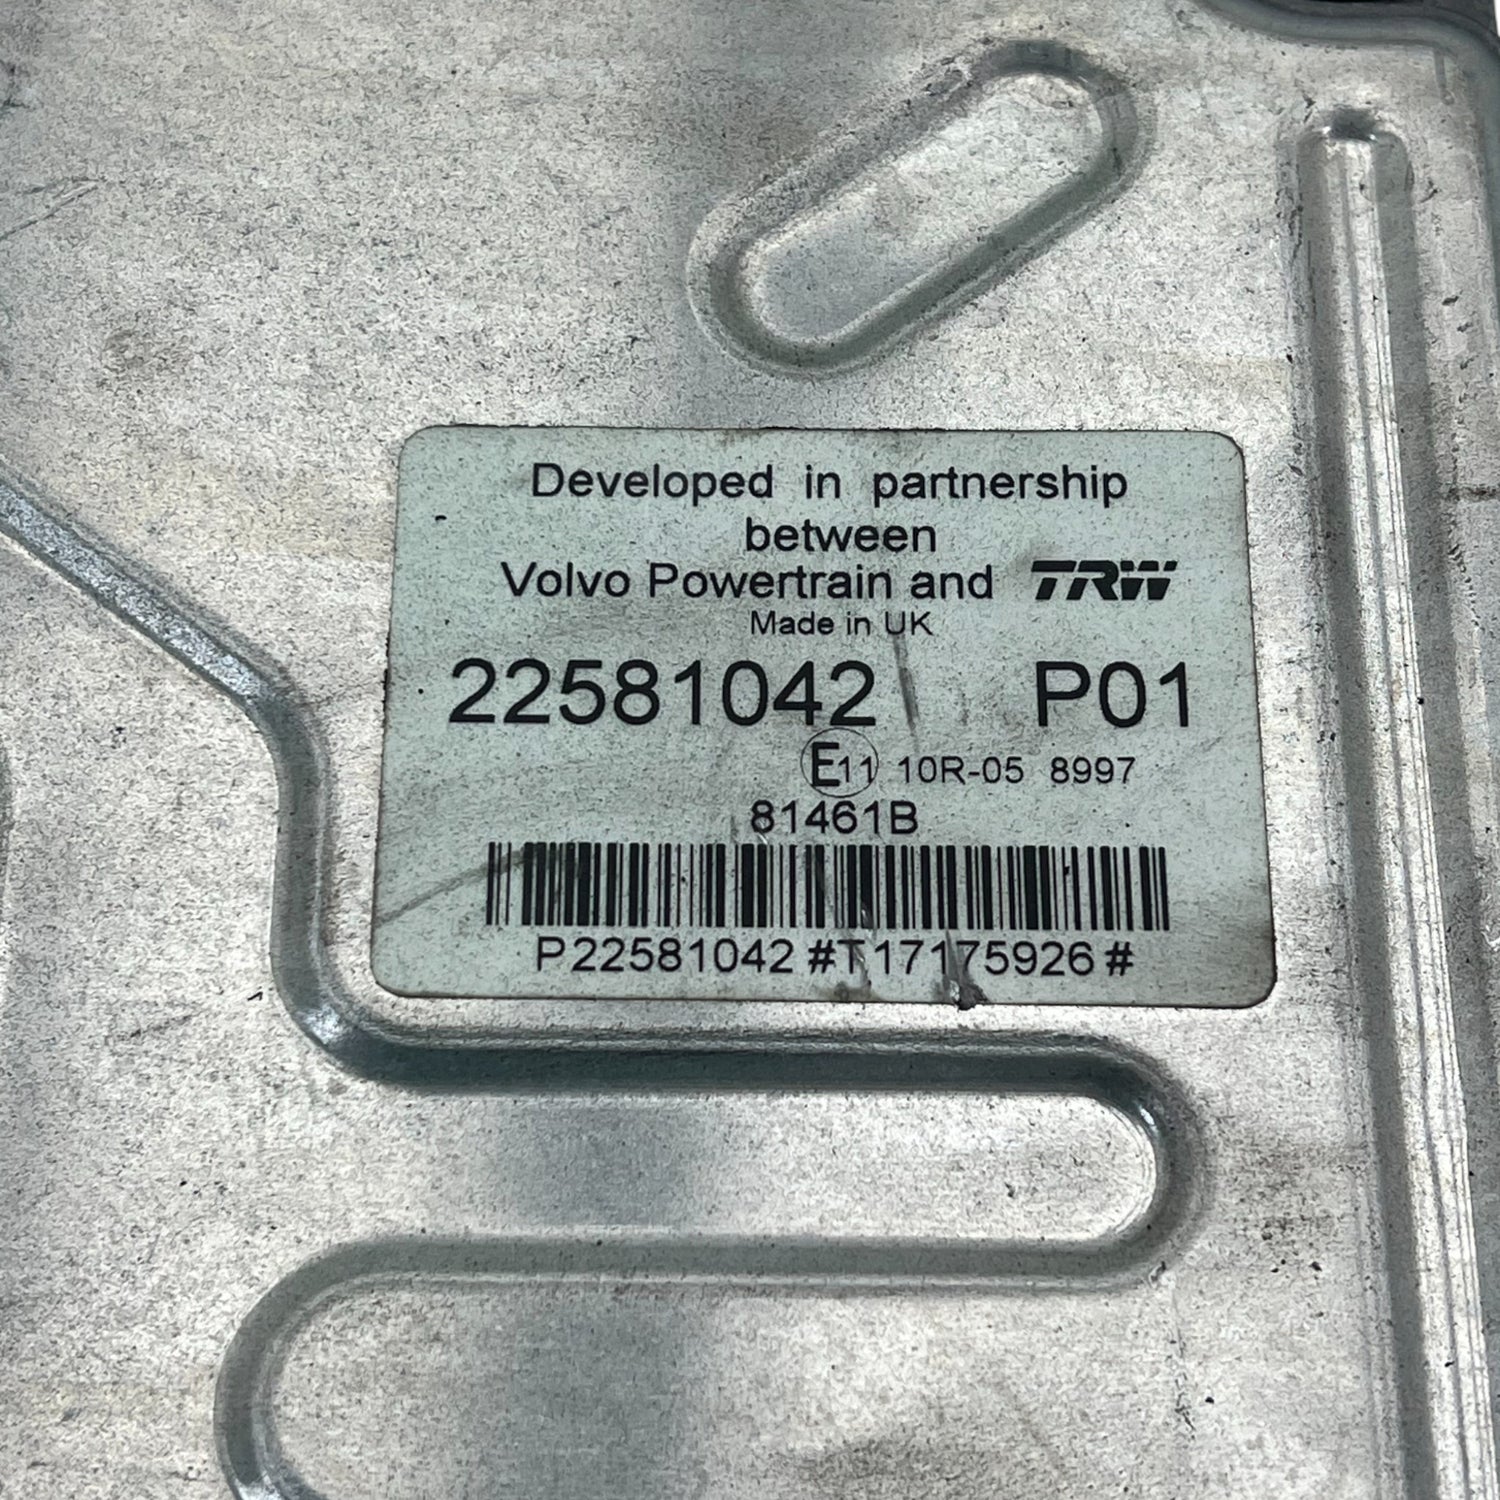 Developed in partnership
between
Volvo Powertrain and TRW
Made in UK
22581042 P01
E11 10R-05 8997
81461B
P22581042#T17175926#